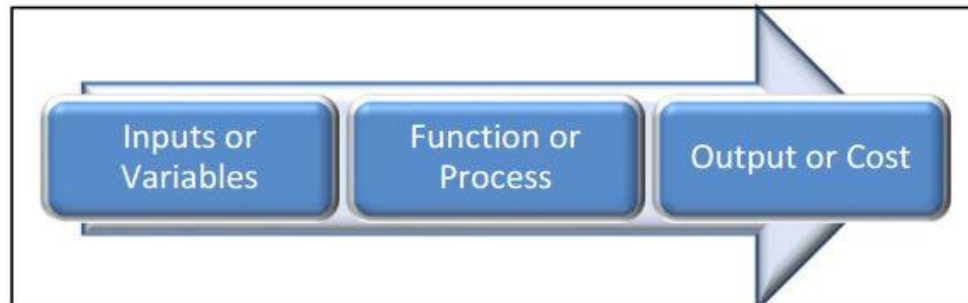 Inputs or
Variables
Function or
Process
Output or Cost